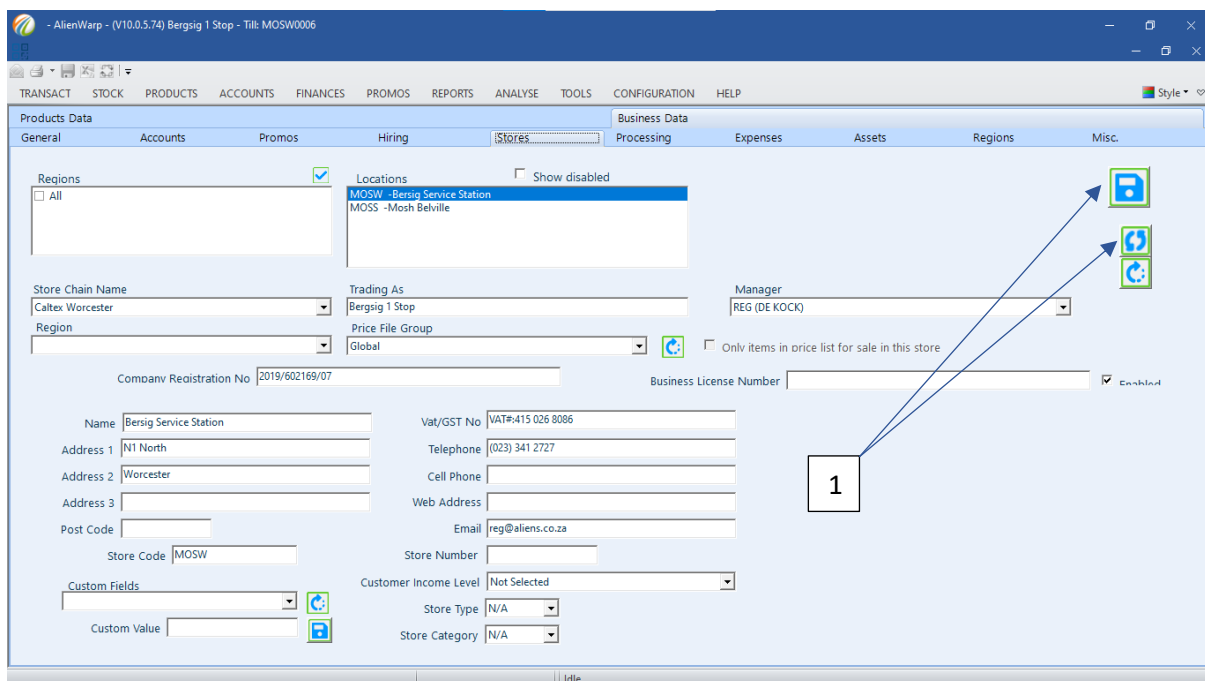 - AlienWarp - (V10.0.5.74) Bergsig 1 Stop - Till: MOSW0006
TRANSACT STOCK PRODUCTS ACCOUNTS FINANCES PROMOS REPORTS ANALYSE TOOLS CONFIGURATION HELP Style
Products Data Business Data
General Accounts Promos Hiring Stores Processing Expenses Assets Regions Misc.
Regions Locations Show disabled
All MOSW -Bersig Service Station
MOSS -Mosh Belville
Store Chain Name Trading As Manager
Caltex Worcester Bergsig 1 Stop REG (DE KOCK)
Region Price File Group
Global Only items in price list for sale in this store
Company Registration No 2019/602169/07 Business License Number Enabled
Name Bersig Service Station Vat/GST No VAT#:415 026 8086
Address 1 N1 North Telephone (023) 341 2727
Address 2 Worcester Cell Phone
1
Address 3 Web Address
Post Code Email reg@aliens.co.za
Store Code MOSW Store Number
Custom Fields Customer Income Level Not Selected
Store Type N/A
Custom Value Store Category N/A
Idle